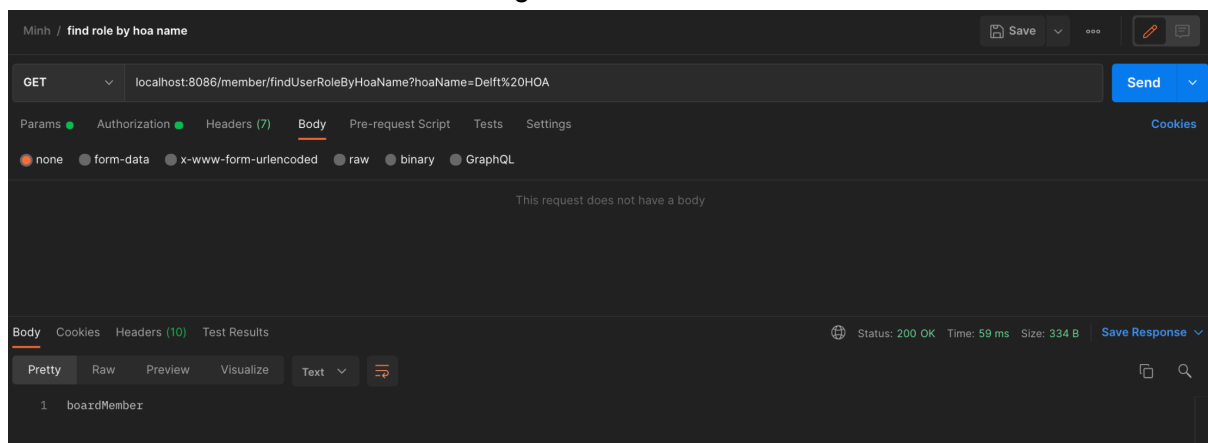 Minh / find role by hoa name
Save
GET localhost:8086/member/findUserRoleByHoaName?hoaName=Delft%20HOA Send
Params Authorization Headers (7) Body Pre-request Script Tests Settings Cookies
none form-data x-www-form-urlencoded raw binary GraphQL
This request does not have a body
Body Cookies Headers (10) Test Results Status: 200 OK Time: 59 ms Size: 334 B Save Response
Pretty Raw Preview Visualize Text
1 boardMember